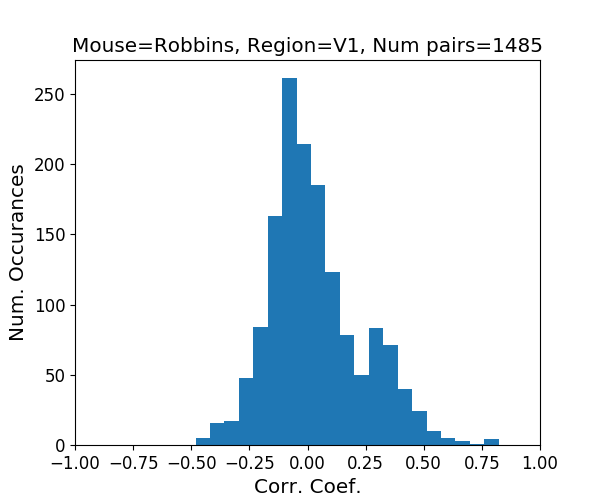 Mouse=Robbins, Region=V1, Num pairs=1485
Num. Occurances
250
200
150
100
50
0
−1.00 −0.75 −0.50 −0.25 0.00 0.25 0.50 0.75 1.00
Corr. Coef.